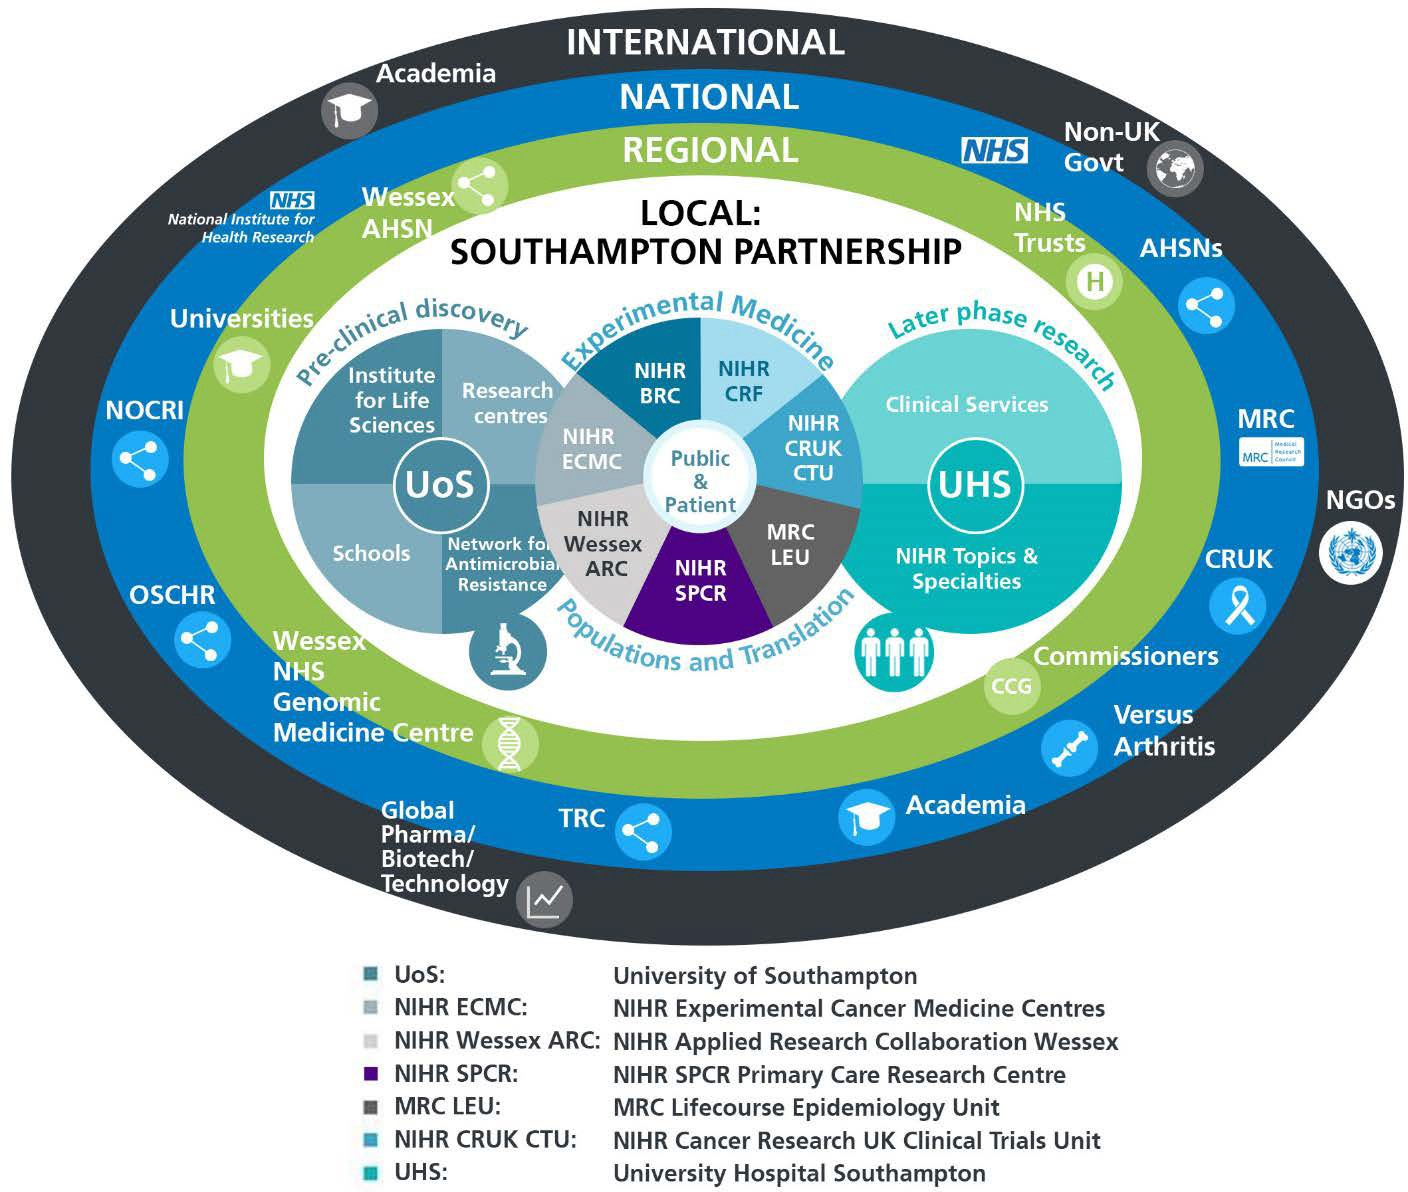 INTERNATIONAL
Academia
NATIONAL
NHS
Non-UK
Govt
REGIONAL
NHS
National Institute for
Health Research
Wessex
AHSN
NHS
Trusts
H
AHSNs
LOCAL:
SOUTHAMPTON PARTNERSHIP
Universities
NOCRI
OSCHR
MRC
MRC
Medical
Research
Council
NGOs
CRUK
Pre-clinical discovery
Institute
for Life
Sciences
Research
centres
UoS
Schools
Network for
Antimicrobial
Resistance
Experimental Medicine
NIHR
BRC
NIHR
CRF
NIHR
ECMC
NIHR
CRUK
CTU
Public
&
Patient
NIHR
Wessex
ARC
NIHR
SPCR
MRC
LEU
Populations and Translation
Later phase research
Clinical Services
UHS
NIHR Topics &
Specialties
Wessex
NHS
Genomic
Medicine Centre
Commissioners
CCG
Versus
Arthritis
Global
Pharma/
Biotech/
Technology
TRC
Academia
UoS: University of Southampton
NIHR ECMC: NIHR Experimental Cancer Medicine Centres
NIHR Wessex ARC: NIHR Applied Research Collaboration Wessex
NIHR SPCR: NIHR SPCR Primary Care Research Centre
MRC LEU: MRC Lifecourse Epidemiology Unit
NIHR CRUK CTU: NIHR Cancer Research UK Clinical Trials Unit
UHS: University Hospital Southampton